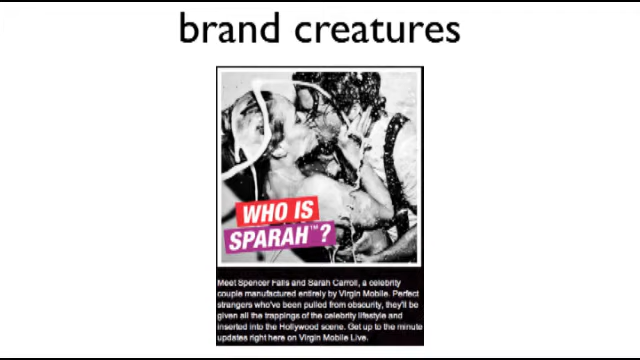 brand creatures
WHO IS
SPARAH™?
Meet Spencer Falls and Sarah Carroll, a celebrity
couple manufactured entirely by Virgin Mobile. Perfect
strangers who've been pulled from obscurity, they'll be
given all the trappings of the celebrity lifestyle and
inserted into the Hollywood scene. Get up to the minute
updates right here on Virgin Mobile Live.